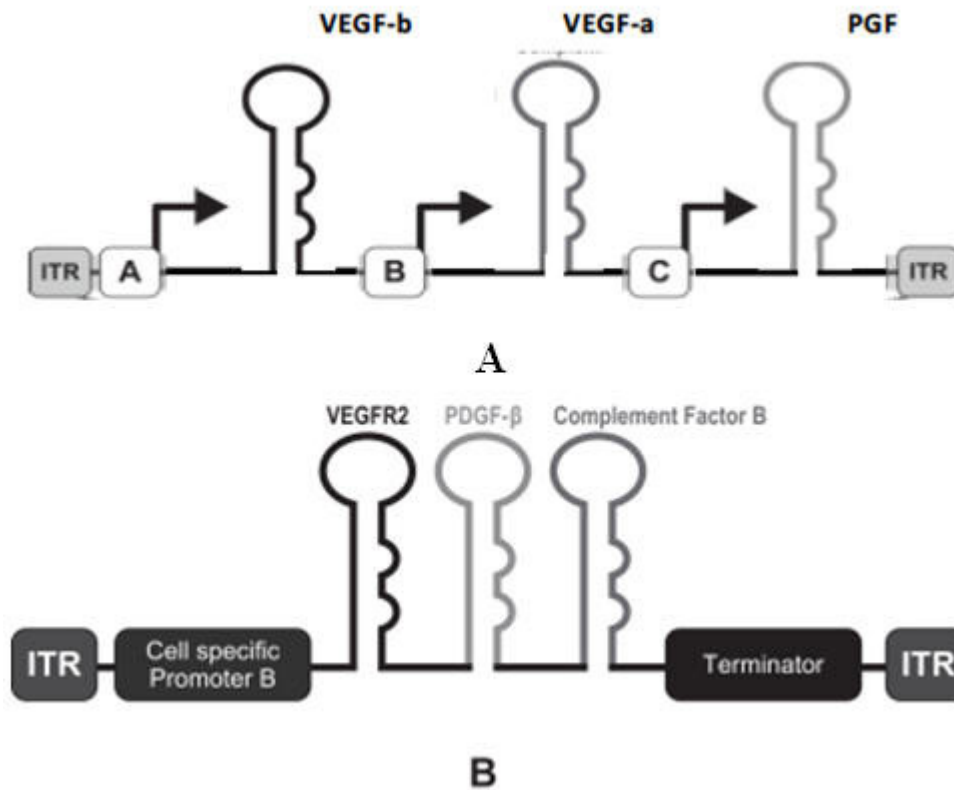 VEGF-b VEGF-a PGF
ITR A B C ITR
A
VEGFR2 PDGF-β Complement Factor B
ITR Cell specific Promoter B Terminator ITR
B